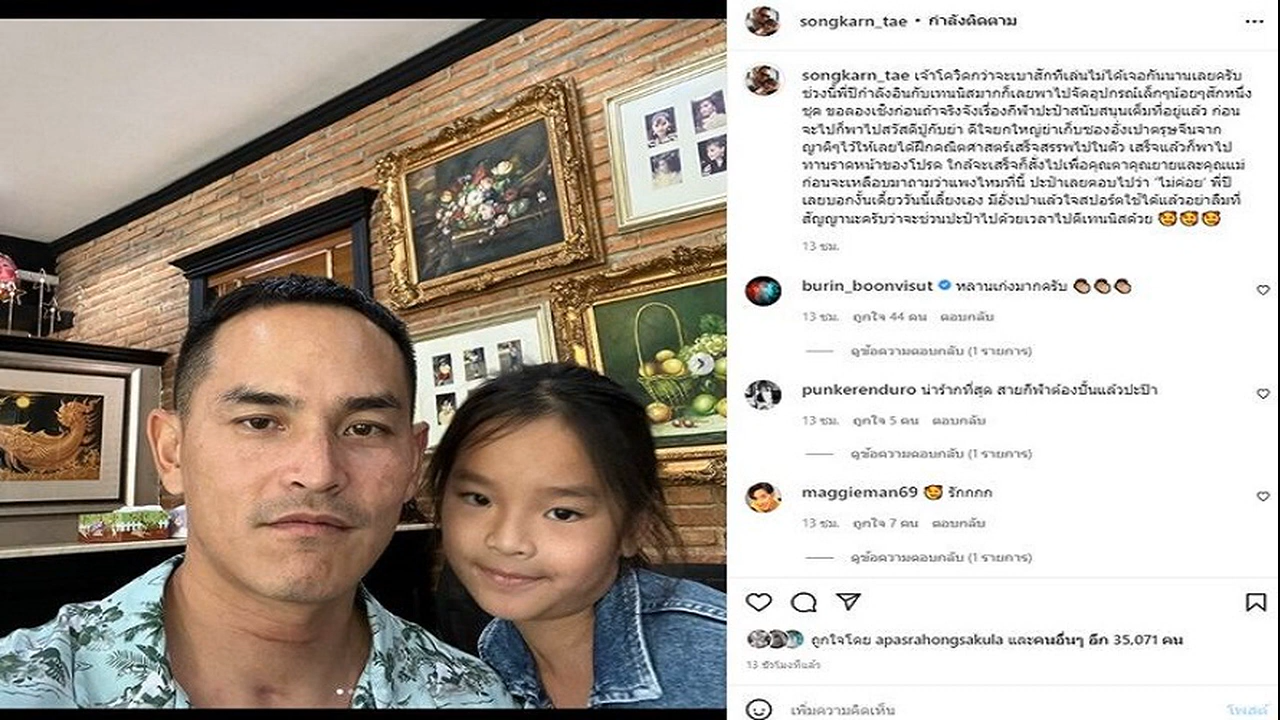 songkarn_tae • กำลังติดตาม
songkarn_tae เจ้าโควิดกว่าจะเบาสักทีเล่นไม่ได้เจอกันนานเลยครับ
ช่วงนี้พี่ปีกำลังอินกับเทนนิสมากก็เลยพาไปจัดอุปกรณ์เล็กๆน้อยๆสักหนึ่ง
ชุด ขอลองเชิงก่อนถ้าจริงจังเรื่องกีฬาปะป๊าสนับสนุนเต็มที่อยู่แล้ว ก่อน
จะไปก็พาไปสวัสดีปู่กับย่า ดีใจยกใหญ่ย่าเก็บซองอั่งเปาตรุษจีนจาก
ญาติๆไว้ให้เลยได้ฝึกคณิตศาสตร์เสร็จสรรพไปในตัว เสร็จแล้วก็พาไป
ทานราดหน้าของโปรด ใกล้จะเสร็จก็สั่งไปเพื่อคุณตาคุณยายและคุณแม่
ก่อนจะเหลือบมาถามว่าแพงไหมที่นี้ ปะป๊าเลยตอบไปว่า “ไม่ค่อย’ พี่ปี
เลยบอกงั้นเดี๋ยววันนี้เลี้ยงเอง มีอั่งเปาแล้วใจสปอร์ตใช้ได้แล้วอย่าลืมที่
สัญญานะครับว่าจะช่วนปะป๊าไปด้วยเวลาไปตีเทนนิสด้วย 🥰🥰🥰
13 ชม.
burin_boonvisut หลานเก่งมากครับ 👏🏽👏🏽👏🏽
13 ชม. ถูกใจ 44 คน ตอบกลับ
ดูข้อความตอบกลับ (1 รายการ)
punkerenduro น่าร้ากที่สุด สายกีฬาต้องปั้นแล้วปะป๊า
13 ชม. ถูกใจ 5 คน ตอบกลับ
ดูข้อความตอบกลับ (1 รายการ)
maggieman69 🥰 รักกกก
13 ชม. ถูกใจ 7 คน ตอบกลับ
ดูข้อความตอบกลับ (1 รายการ)
ถูกใจโดย apasrahongsakula และคนอื่นๆ อีก 35,071 คน
13 ชั่วโมงที่แล้ว
เพิ่มความคิดเห็น
โพสต์